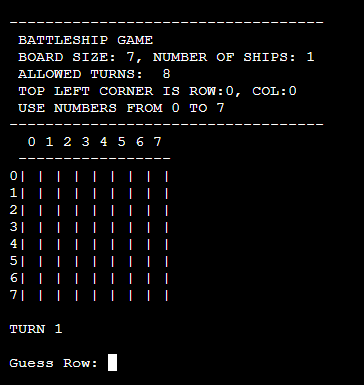 -----------------------------------
BATTLESHIP GAME
BOARD SIZE: 7, NUMBER OF SHIPS: 1
ALLOWED TURNS:  8
TOP LEFT CORNER IS ROW:0, COL:0
USE NUMBERS FROM 0 TO 7
-----------------------------------
  0 1 2 3 4 5 6 7
 -----------------
0| | | | | | | | |
1| | | | | | | | |
2| | | | | | | | |
3| | | | | | | | |
4| | | | | | | | |
5| | | | | | | | |
6| | | | | | | | |
7| | | | | | | | |
TURN 1
Guess Row: